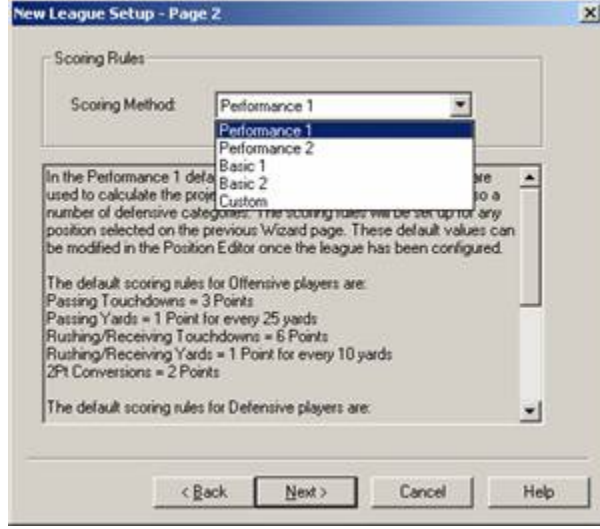 New League Setup - Page 2
Scoring Rules
Scoring Method: Performance 1
Performance 1
Performance 2
Basic 1
Basic 2
Custom
In the Performance 1 are
used to calculate the so a
number of defensive categories. The scoring rules will be set up for any
position selected on the previous Wizard page. These default values can
be modified in the Position Editor once the league has been configured.
The default scoring rules for Offensive players are:
Passing Touchdowns = 3 Points
Passing Yards = 1 Point for every 25 yards
Rushing/Receiving Touchdowns = 6 Points
Rushing/Receiving Yards = 1 Point for every 10 yards
2Pt Conversions = 2 Points
The default scoring rules for Defensive players are:
< Back Next > Cancel Help